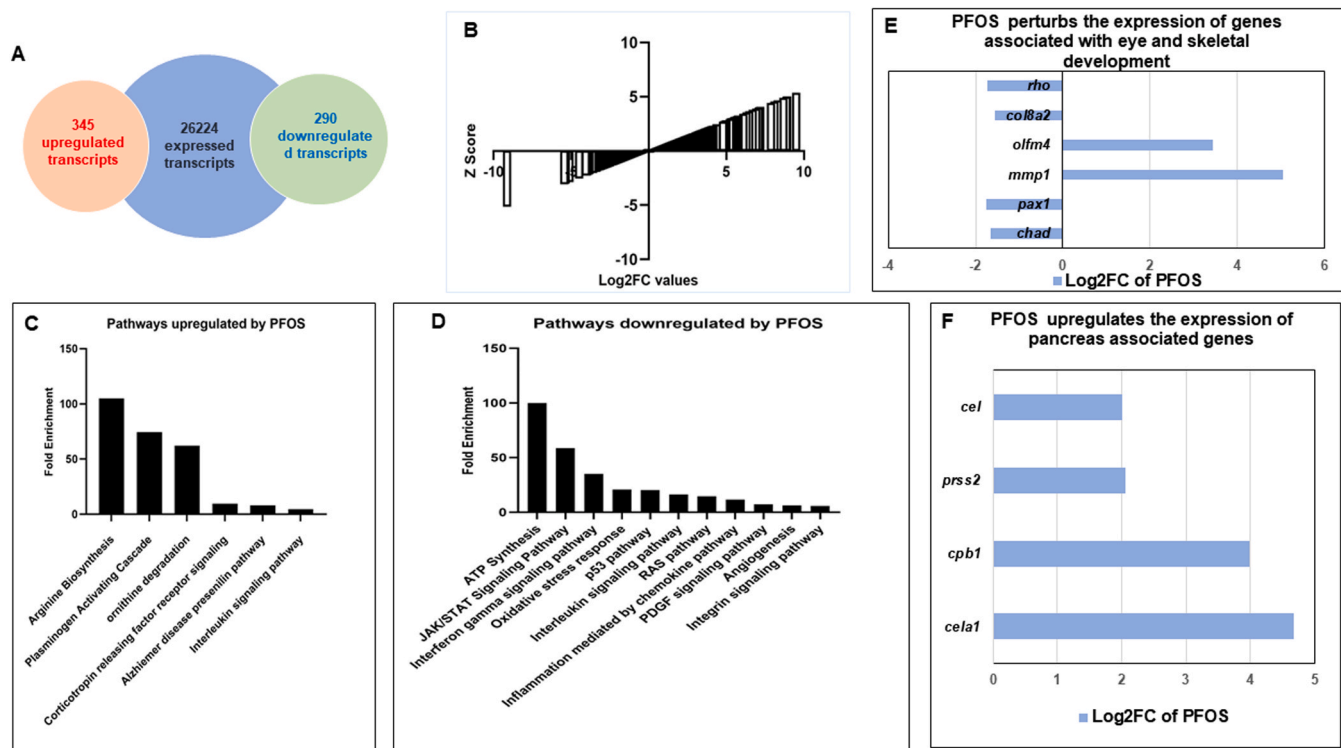 A
345
upregulated
transcripts
26224
expressed
transcripts
290
downregulate
d transcripts
B
10
5
-10
-5
5
10
-5
-10
Z Score
Log2FC values
E
PFOS perturbs the expression of genes
associated with eye and skeletal
development
rho
col8a2
olfm4
mmp1
pax1
chad
-4
-2
0
2
4
6
Log2FC of PFOS
C
Pathways upregulated by PFOS
150
100
50
0
Fold Enrichment
Arginine Biosynthesis
Plasminogen Activating Cascade
ornithine degradation
Corticotropin releasing factor receptor signaling
Alzhiemer disease presenilin pathway
Interleukin signaling pathway
D
Pathways downregulated by PFOS
150
100
50
0
Fold Enrichment
ATP Synthesis
JAK/STAT Signaling Pathway
Interferon gamma signaling pathway
Oxidative stress response
p53 pathway
Interleukin signaling pathway
RAS pathway
Inflammation mediated by chemokine pathway
PDGF signaling pathway
Angiogenesis
Integrin signaling pathway
F
PFOS upregulates the expression of
pancreas associated genes
cel
prss2
cpb1
cela1
0
1
2
3
4
5
Log2FC of PFOS